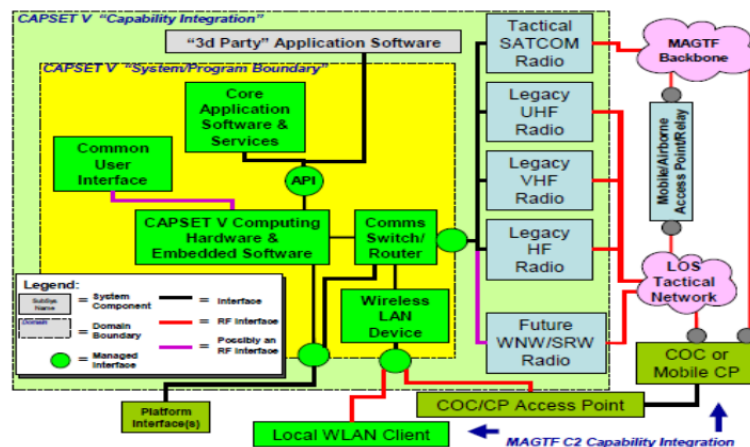 CAPSET V "Capability Integration"
"3d Party" Application Software
CAPSET V "System/Program Boundary"
Core
Application
Software &
Services
Common
User
Interface
API
CAPSET V Computing
Hardware &
Embedded Software
Comms
Switch/
Router
Wireless
LAN
Device
Tactical
SATCOM
Radio
Legacy
UHF
Radio
Legacy
VHF
Radio
Legacy
HF
Radio
Future
WNW/SRW
Radio
MAGTF
Backbone
Mobile/Airborne
Access Point/Relay
LOS
Tactical
Network
COC or
Mobile CP
Legend:
SubSys
Name
= System
Component
Domain
= Domain
Boundary
= Managed
Interface
= Interface
= RF Interface
= Possibly an
RF Interface
Platform
Interface(s)
Local WLAN Client
COC/CP Access Point
MAGTF C2 Capability Integration